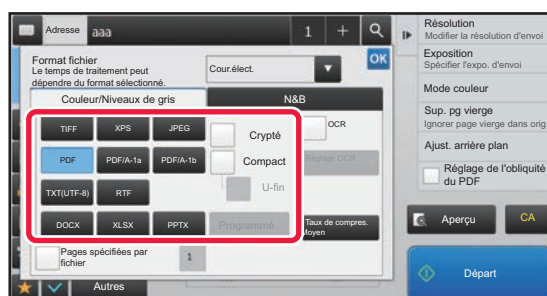 Adresse aaa 1 +
Résolution
Modifier la résolution d'envoi
Exposition
Spécifier l'expo. d'envoi
Mode couleur
Sup. pg vierge
Ignorer page vierge dans orig
Ajust. arrière plan
Réglage de l'obliquité
du PDF
Aperçu CA
Départ
Format fichier
Le temps de traitement peut
dépendre du format sélectionné.
Cour.élect.
OK
Couleur/Niveaux de gris N&B
TIFF XPS JPEG Crypté OCR
PDF PDF/A-1a PDF/A-1b Compact Réglage OCR
TXT(UTF-8) RTF U-fin
DOCX XLSX PPTX Programmé Taux de compres.
Moyen
Pages spécifiées par
fichier
1
Autres